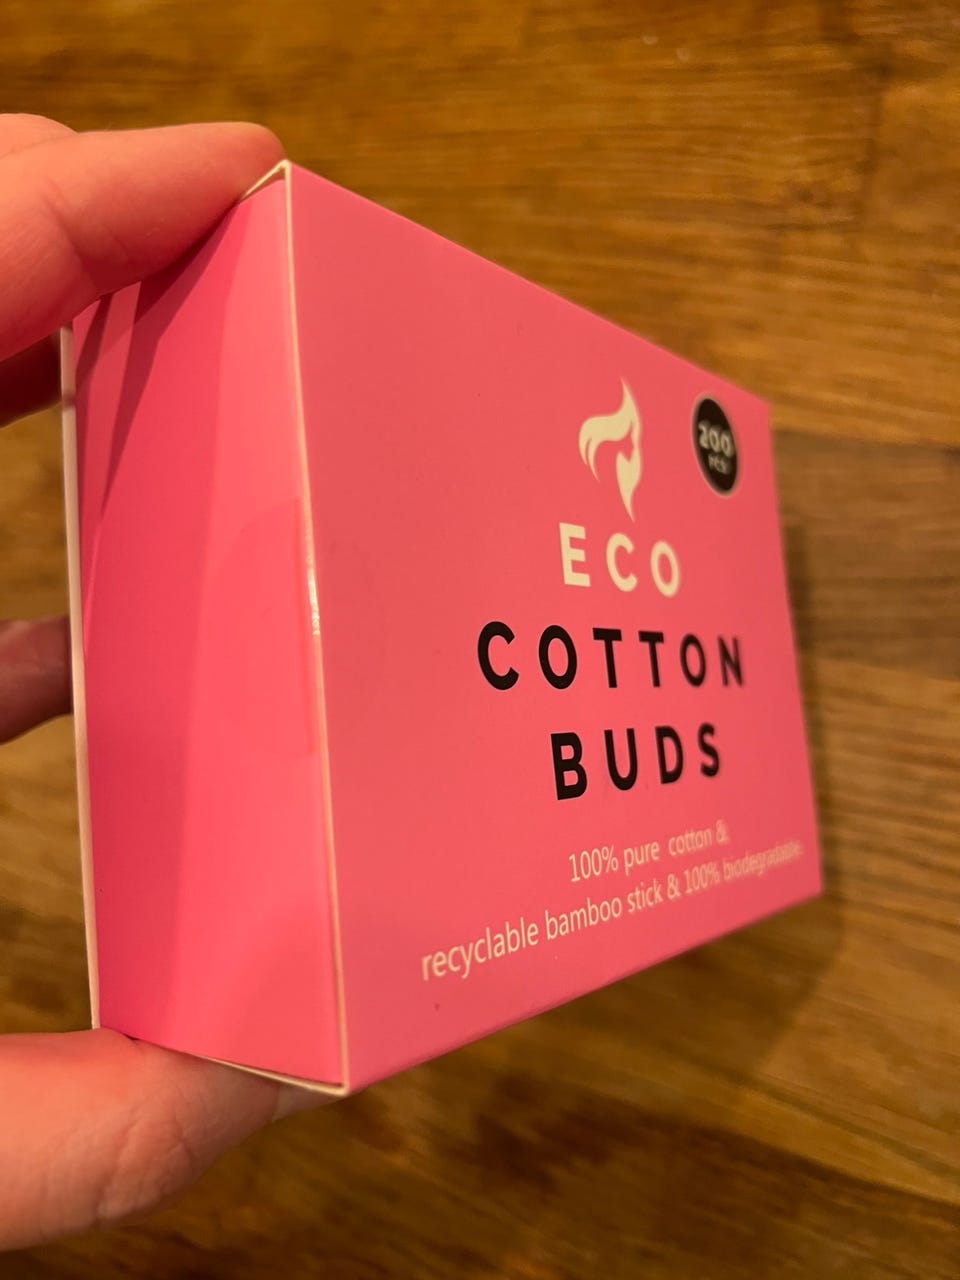 200
PCS
ECO
COTTON
BUDS
100% pure cotton &
recyclable bamboo stick & 100% biodegradable